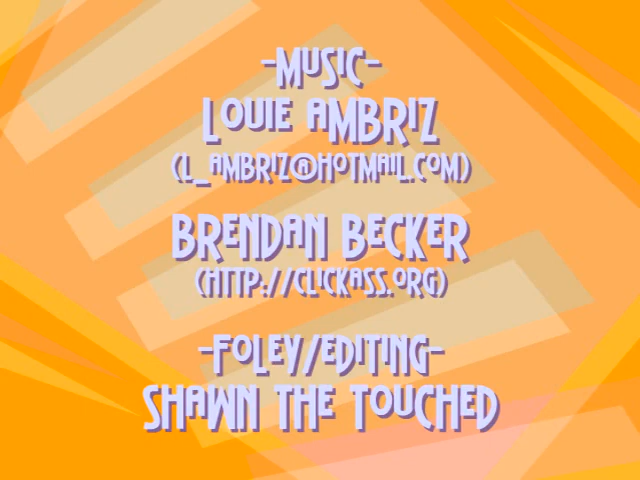 -Music-
Louie Ambriz
(l_ambriz@hotmail.com)
Brendan Becker
(http://clickass.org)
-Foley/Editing-
Shawn the Touched